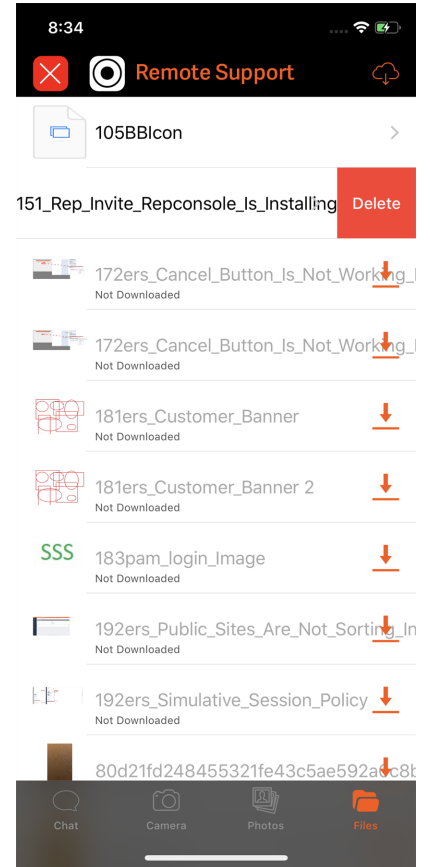 8:34
Remote Support
105BBIcon
151_Rep_Invite_Repconsole_Is_Installing
Delete
172ers_Cancel_Button_Is_Not_Working_
Not Downloaded
172ers_Cancel_Button_Is_Not_Working_
Not Downloaded
181ers_Customer_Banner
Not Downloaded
181ers_Customer_Banner 2
Not Downloaded
SSS
183pam_login_Image
Not Downloaded
192ers_Public_Sites_Are_Not_Sorting_In
Not Downloaded
192ers_Simulative_Session_Policy
Not Downloaded
80d21fd248455321fe43c5ae592a6c8b
Chat
Camera
Photos
Files